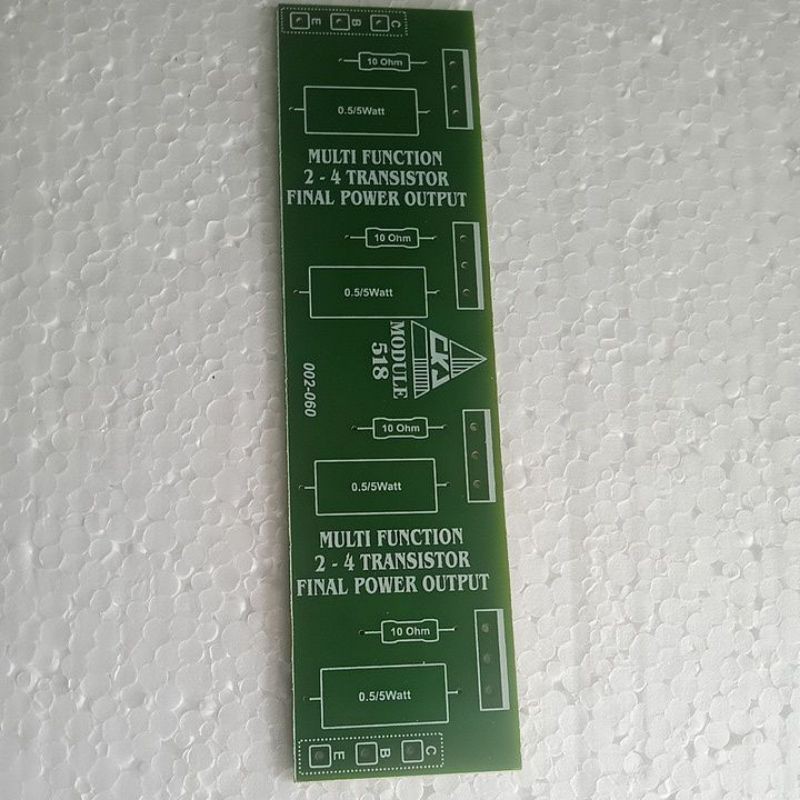 E B C
10 Ohm
0.5/5Watt
MULTI FUNCTION
2 - 4 TRANSISTOR
FINAL POWER OUTPUT
10 Ohm
0.5/5Watt
CKJ
MODULE
518
002-060
10 Ohm
0.5/5Watt
MULTI FUNCTION
2 - 4 TRANSISTOR
FINAL POWER OUTPUT
10 Ohm
0.5/5Watt
E B C